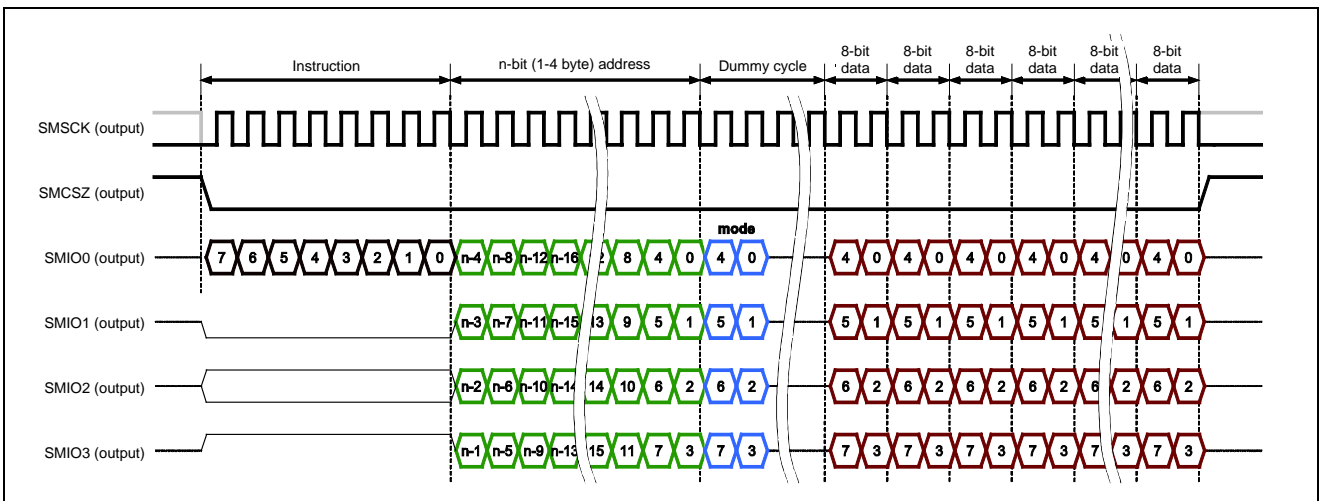 8-bit 8-bit 8-bit 8-bit 8-bit 8-bit
Instruction n-bit (1-4 byte) address Dummy cycle data data data data data data
SMSCK (output)
SMCSZ (output)
mode
SMIO0 (output) 7 6 5 4 3 2 1 0 n-4 n-8 n-12 n-16 8 4 0 4 0 4 0 4 0 4 0 4 0 4 0 4 0
SMIO1 (output) n-3 n-7 n-11 n-15 13 9 5 1 5 1 5 1 5 1 5 1 5 1 5 1 5 1
SMIO2 (output) n-2 n-6 n-10 n-14 14 10 6 2 6 2 6 2 6 2 6 2 6 2 6 2 6 2
SMIO3 (output) n-1 n-5 n-9 n-13 15 11 7 3 7 3 7 3 7 3 7 3 7 3 7 3 7 3